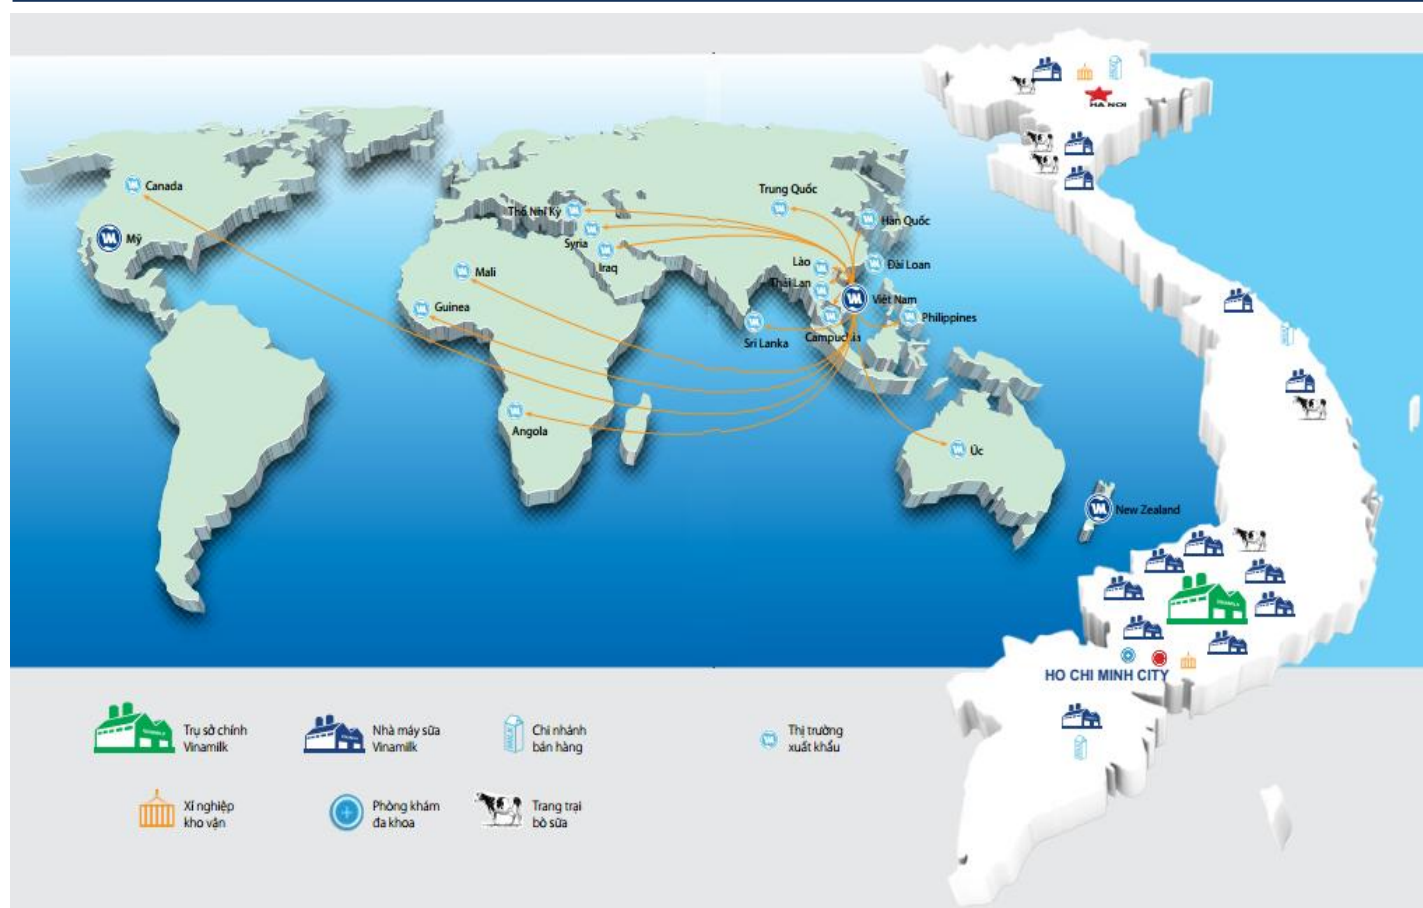 HA NOI
Canada
Trung Quốc
Thổ Nhĩ Kỳ
Hàn Quốc
Mỹ
Syria
Iraq
Lào
Đài Loan
Mali
Thái Lan
Guinea
Việt Nam
Philippines
Sri Lanka
Campuchia
Angola
Úc
New Zealand
HO CHI MINH CITY
Trụ sở chính
Vinamilk
Nhà máy sữa
Vinamilk
Chi nhánh
bán hàng
Thị trường
xuất khẩu
Xí nghiệp
kho vận
Phòng khám
đa khoa
Trang trại
bò sữa